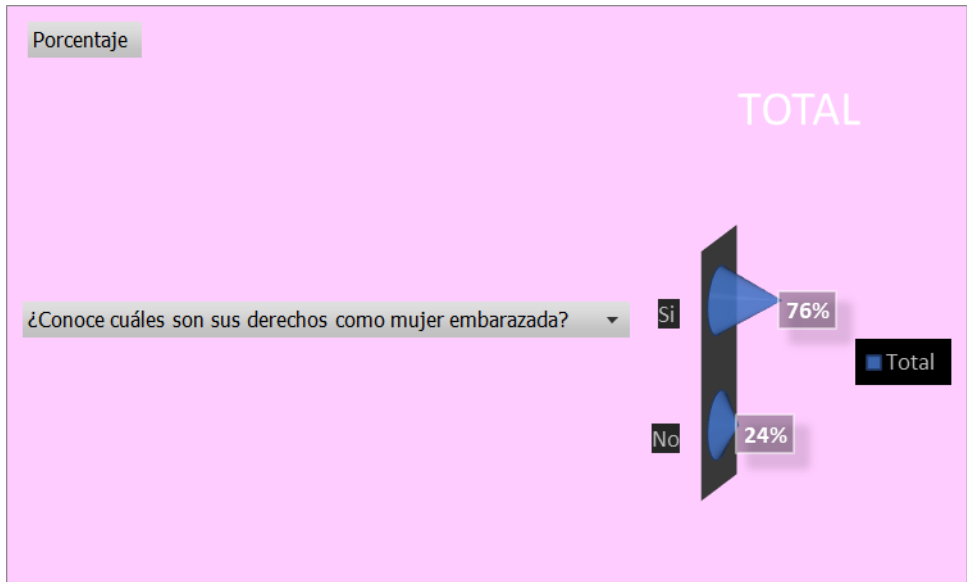 Porcentaje
TOTAL
¿Conoce cuáles son sus derechos como mujer embarazada?
Si
76%
Total
No
24%